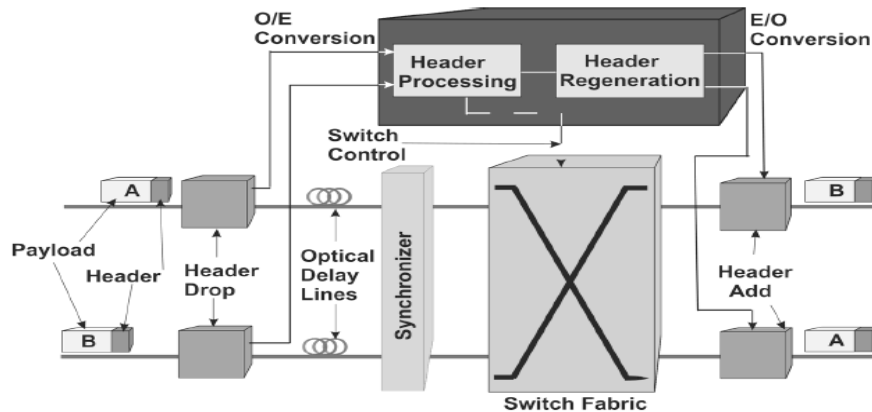 O/E
Conversion
E/O
Conversion
Header
Processing
Header
Regeneration
Switch
Control
A
B
Payload
Header
Header
Drop
Optical
Delay
Lines
Synchronizer
Header
Add
B
A
Switch Fabric